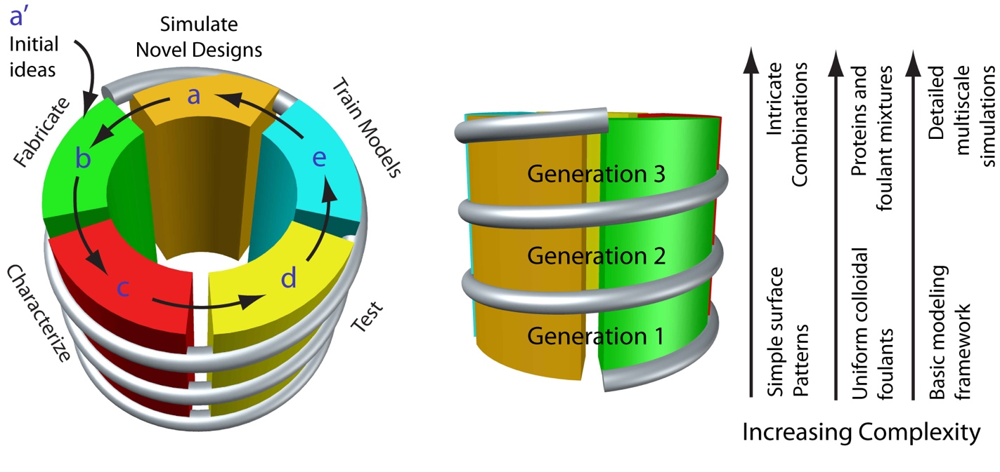 a′
Initial
ideas
Simulate
Novel Designs
Train Models
Fabricate
a
b
e
c
d
Characterize
Test
Generation 3
Generation 2
Generation 1
Intricate
Combinations
Proteins and
foulant mixtures
Detailed
multiscale
simulations
Simple surface
Patterns
Uniform colloidal
foulants
Basic modeling
framework
Increasing Complexity